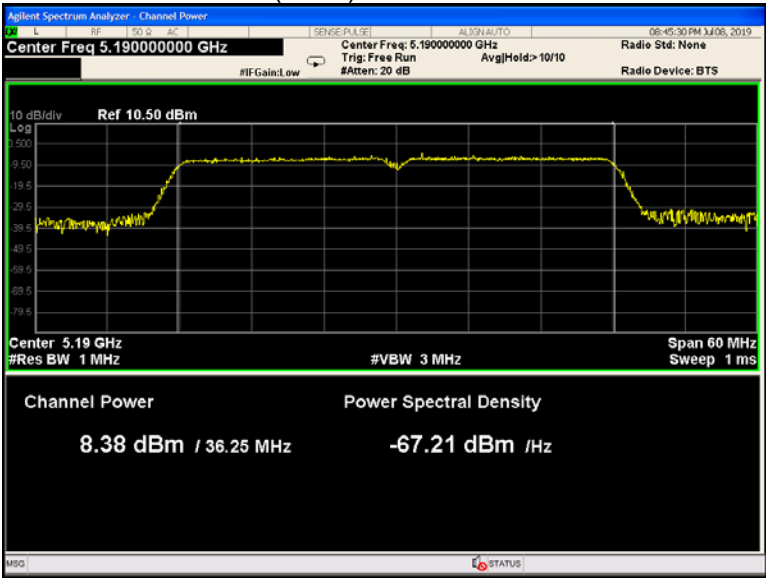 Agilent Spectrum Analyzer - Channel Power
L RF 50 Ω AC SENSE:PULSE ALIGN AUTO 08:45:30 PM Jul 08, 2019
Center Freq 5.190000000 GHz
Center Freq: 5.190000000 GHz
Radio Std: None
Trig: Free Run Avg|Hold:> 10/10
#IFGain:Low #Atten: 20 dB
Radio Device: BTS
10 dB/div Ref 10.50 dBm
Log
0.500
-9.50
-19.5
-29.5
-39.5
-49.5
-59.5
-69.5
-79.5
Center 5.19 GHz Span 60 MHz
#Res BW 1 MHz #VBW 3 MHz Sweep 1 ms
Channel Power Power Spectral Density
8.38 dBm / 36.25 MHz -67.21 dBm /Hz
MSG STATUS